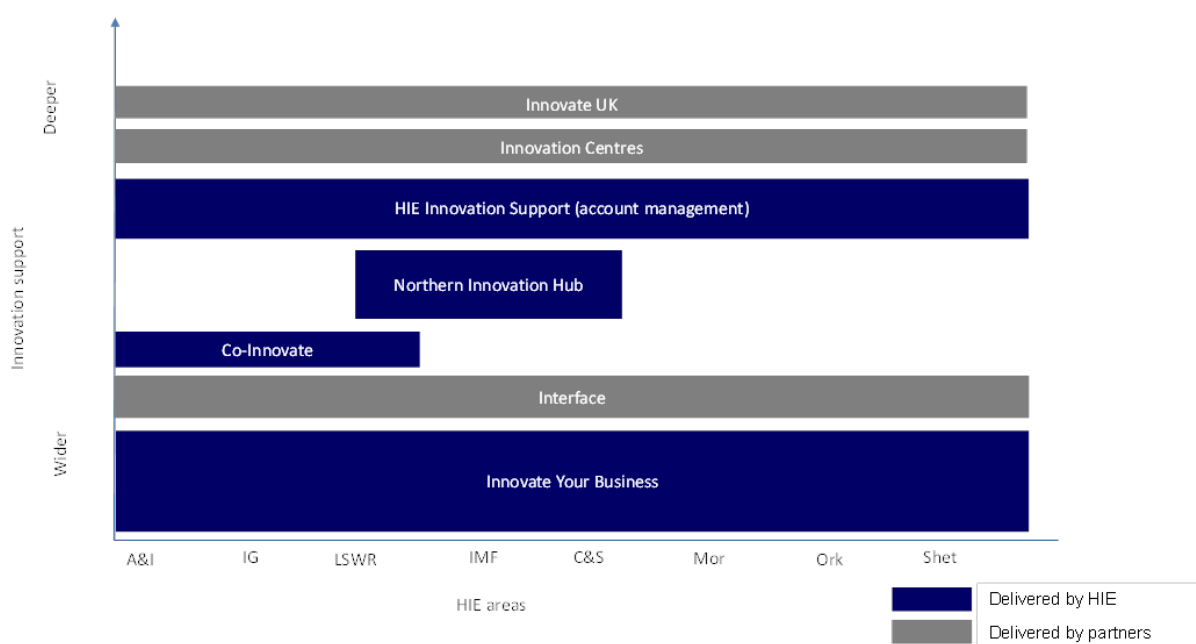 Deeper
Innovate UK
Innovation Centres
HIE Innovation Support (account management)
Innovation support
Northern Innovation Hub
Co-Innovate
Interface
Wider
Innovate Your Business
A&I IG LSWR IMF C&S Mor Ork Shet
HIE areas
Delivered by HIE
Delivered by partners